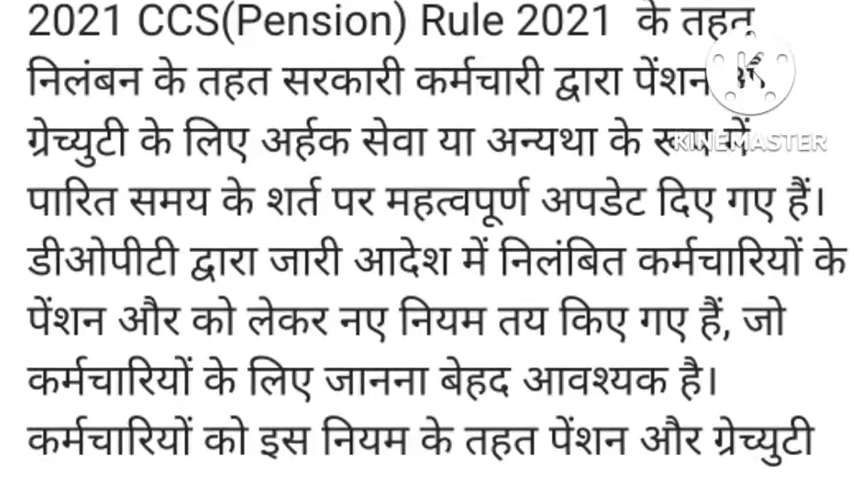 2021 CCS(Pension) Rule 2021 के तहत
निलंबन के तहत सरकारी कर्मचारी द्वारा पेंशन
ग्रेच्युटी के लिए अर्हक सेवा या अन्यथा के रूप में
KINEMASTER
पारित समय के शर्त पर महत्वपूर्ण अपडेट दिए गए हैं।
डीओपीटी द्वारा जारी आदेश में निलंबित कर्मचारियों के
पेंशन और को लेकर नए नियम तय किए गए हैं, जो
कर्मचारियों के लिए जानना बेहद आवश्यक है।
कर्मचारियों को इस नियम के तहत पेंशन और ग्रेच्युटी